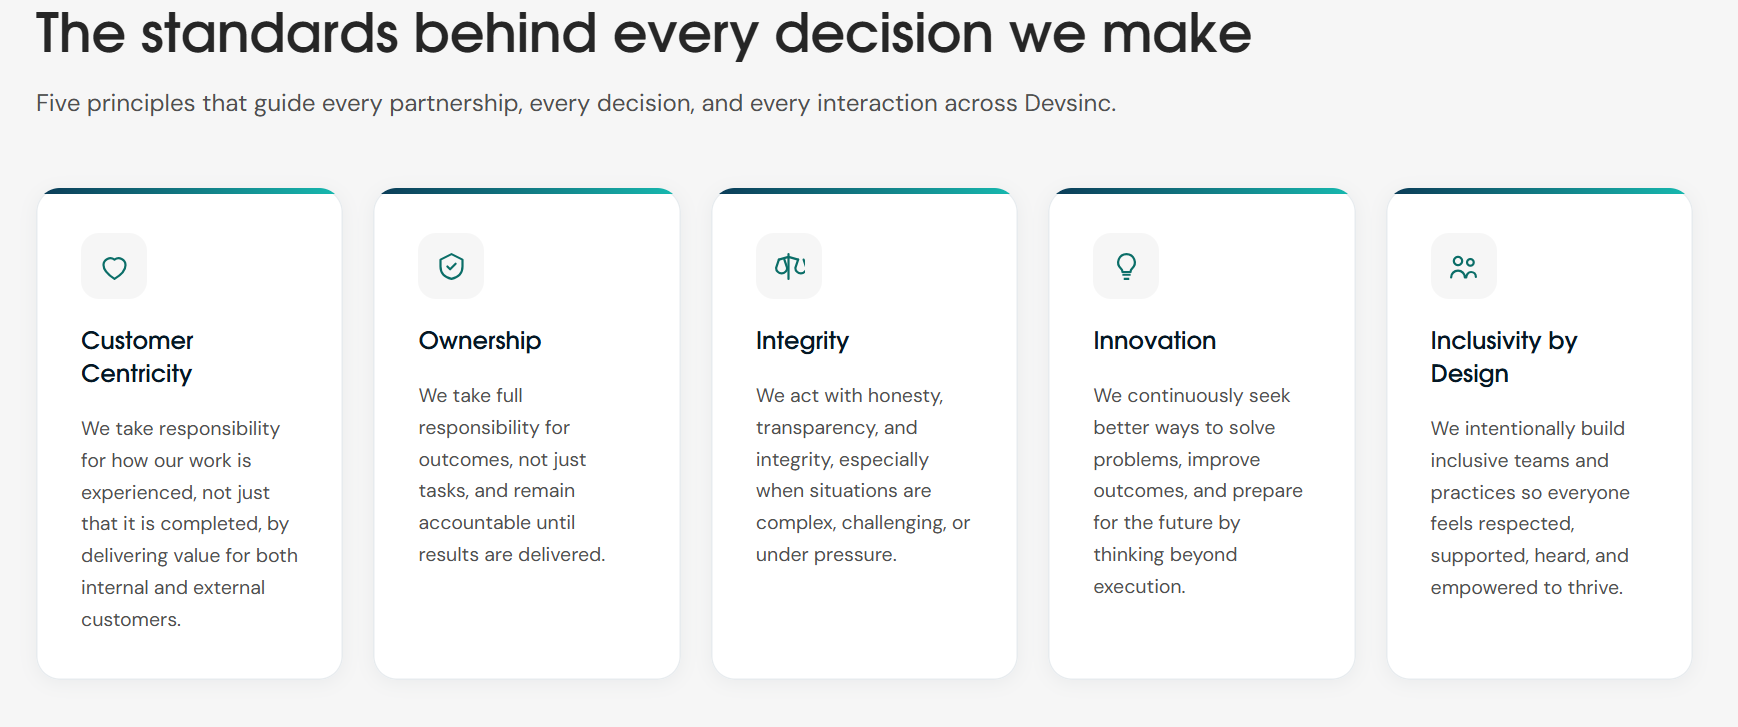 The standards behind every decision we make
Five principles that guide every partnership, every decision, and every interaction across Devsinc.
Customer
Centricity
We take responsibility
for how our work is
experienced, not just
that it is completed, by
delivering value for both
internal and external
customers.
Ownership
We take full
responsibility for
outcomes, not just
tasks, and remain
accountable until
results are delivered.
Integrity
We act with honesty,
transparency, and
integrity, especially
when situations are
complex, challenging, or
under pressure.
Innovation
We continuously seek
better ways to solve
problems, improve
outcomes, and prepare
for the future by
thinking beyond
execution.
Inclusivity by
Design
We intentionally build
inclusive teams and
practices so everyone
feels respected,
supported, heard, and
empowered to thrive.